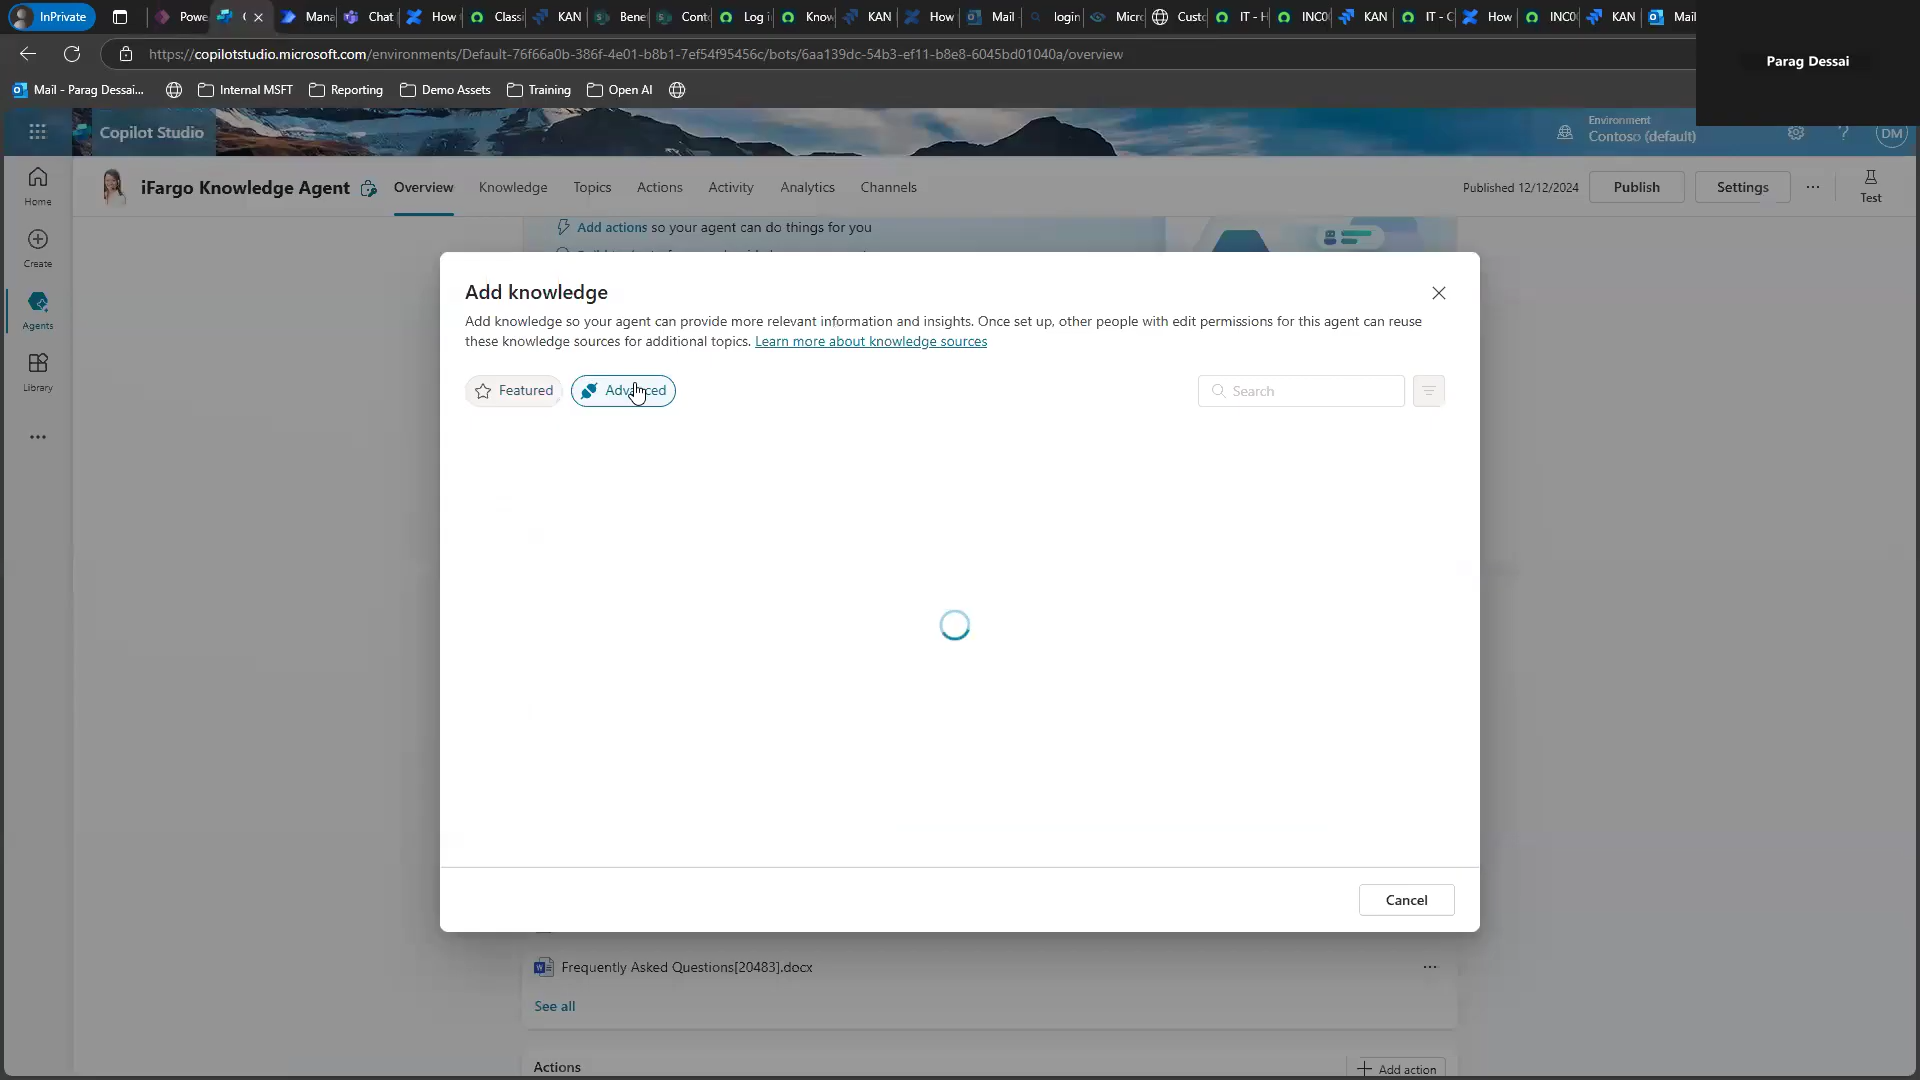 InPrivate
Powe
Mana
Chat
How
Classi
KAN
Bene
Cont
Log i
Know
KAN
How
Mail
login
Micro
Custo
IT - H
INC0
KAN
IT - C
How
INC0
KAN
Mail
https://copilotstudio.microsoft.com/environments/Default-76f66a0b-386f-4e01-b8b1-7ef54f95456c/bots/6aa139dc-54b3-ef11-b8e8-6045bd01040a/overview
Parag Dessai
Mail - Parag Dessai...
Internal MSFT
Reporting
Demo Assets
Training
Open AI
Copilot Studio
Environment
Contoso (default)
DM
Home
Create
Agents
Library
iFargo Knowledge Agent
Overview
Knowledge
Topics
Actions
Activity
Analytics
Channels
Published 12/12/2024
Publish
Settings
Test
Add actions so your agent can do things for you
Add knowledge
Add knowledge so your agent can provide more relevant information and insights. Once set up, other people with edit permissions for this agent can reuse
these knowledge sources for additional topics. Learn more about knowledge sources
Featured
Advanced
Search
Cancel
Frequently Asked Questions[20483].docx
See all
Actions
Add action